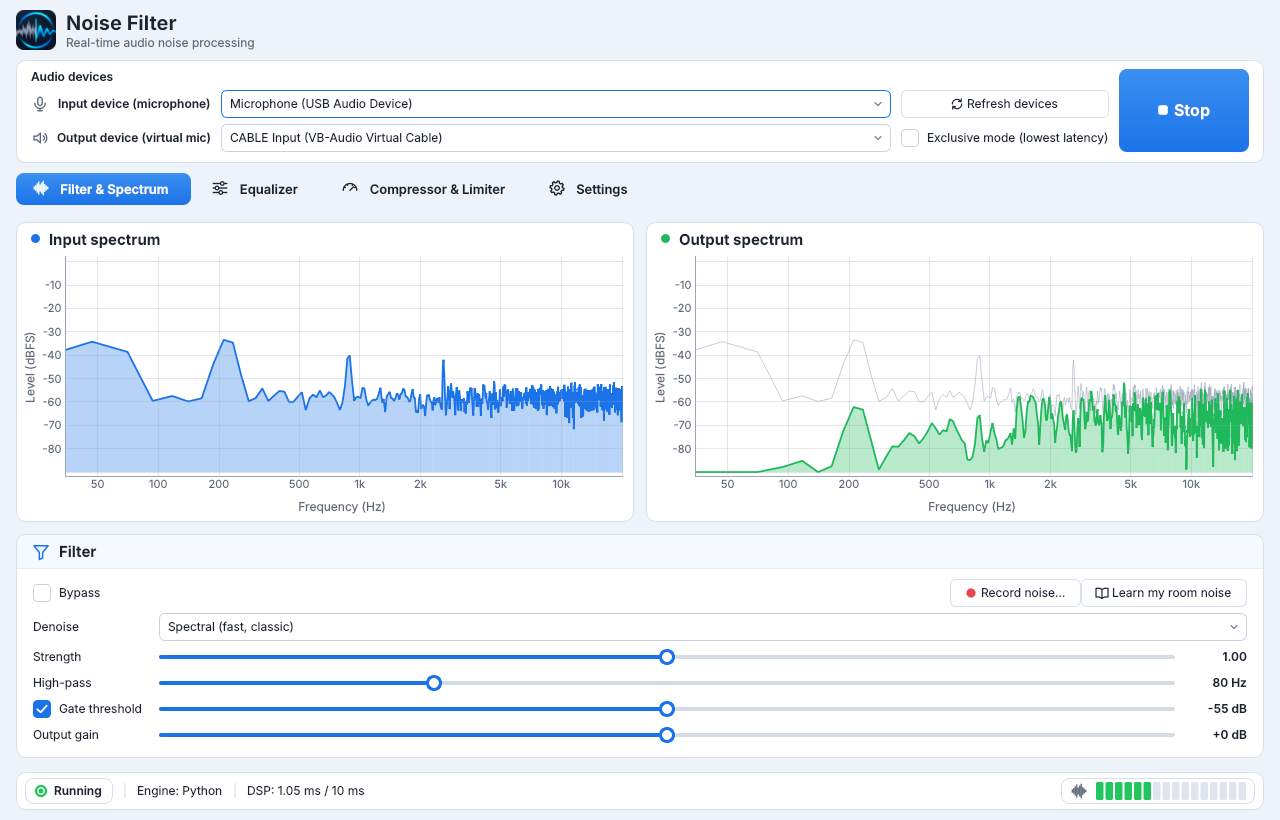 Noise Filter
Real-time audio noise processing
Audio devices
Input device (microphone)
Microphone (USB Audio Device)
Refresh devices
Stop
Output device (virtual mic)
CABLE Input (VB-Audio Virtual Cable)
Exclusive mode (lowest latency)
Filter & Spectrum
Equalizer
Compressor & Limiter
Settings
Input spectrum
Level (dBFS)
-10
-20
-30
-40
-50
-60
-70
-80
50 100 200 500 1k 2k 5k 10k
Frequency (Hz)
Output spectrum
Level (dBFS)
-10
-20
-30
-40
-50
-60
-70
-80
50 100 200 500 1k 2k 5k 10k
Frequency (Hz)
Filter
Bypass
Record noise...
Learn my room noise
Denoise
Spectral (fast, classic)
Strength
1.00
High-pass
80 Hz
Gate threshold
-55 dB
Output gain
+0 dB
Running
Engine: Python
DSP: 1.05 ms / 10 ms